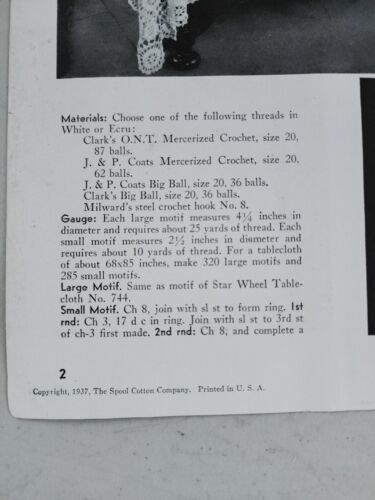 Materials: Choose one of the following threads in
White or Ecru:
Clark's O.N.T. Mercerized Crochet, size 20,
87 balls.
J. & P. Coats Mercerized Crochet, size 20,
62 balls.
J. & P. Coats Big Ball, size 20, 36 balls.
Clark's Big Ball, size 20, 36 balls.
Milward's steel crochet hook No. 8.
Gauge: Each large motif measures 4¼ inches in
diameter and requires about 25 yards of thread. Each
small motif measures 2½ inches in diameter and
requires about 10 yards of thread. For a tablecloth
of about 68x85 inches, make 320 large motifs and
285 small motifs.
Large Motif. Same as motif of Star Wheel Table-
cloth No. 744.
Small Motif. Ch 8, join with sl st to form ring. 1st
rnd: Ch 3, 17 d c in ring. Join with sl st to 3rd st
of ch-3 first made. 2nd rnd: Ch 8; and complete a
2
Copyright, 1937, The Spool Cotton Company. Printed in U. S. A.